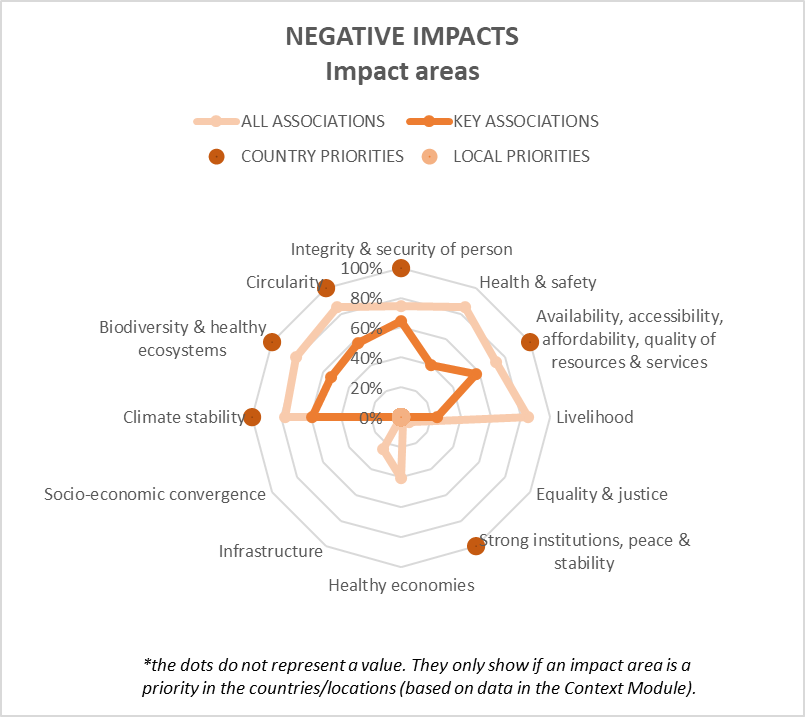 NEGATIVE IMPACTS
Impact areas
ALL ASSOCIATIONS
KEY ASSOCIATIONS
COUNTRY PRIORITIES
LOCAL PRIORITIES
Integrity & security of person
100%
80%
60%
40%
20%
0%
Health & safety
Availability, accessibility,
affordability, quality of
resources & services
Livelihood
Equality & justice
Strong institutions, peace &
stability
Healthy economies
Infrastructure
Socio-economic convergence
Climate stability
Biodiversity & healthy
ecosystems
Circularity
*the dots do not represent a value. They only show if an impact area is a
priority in the countries/locations (based on data in the Context Module).